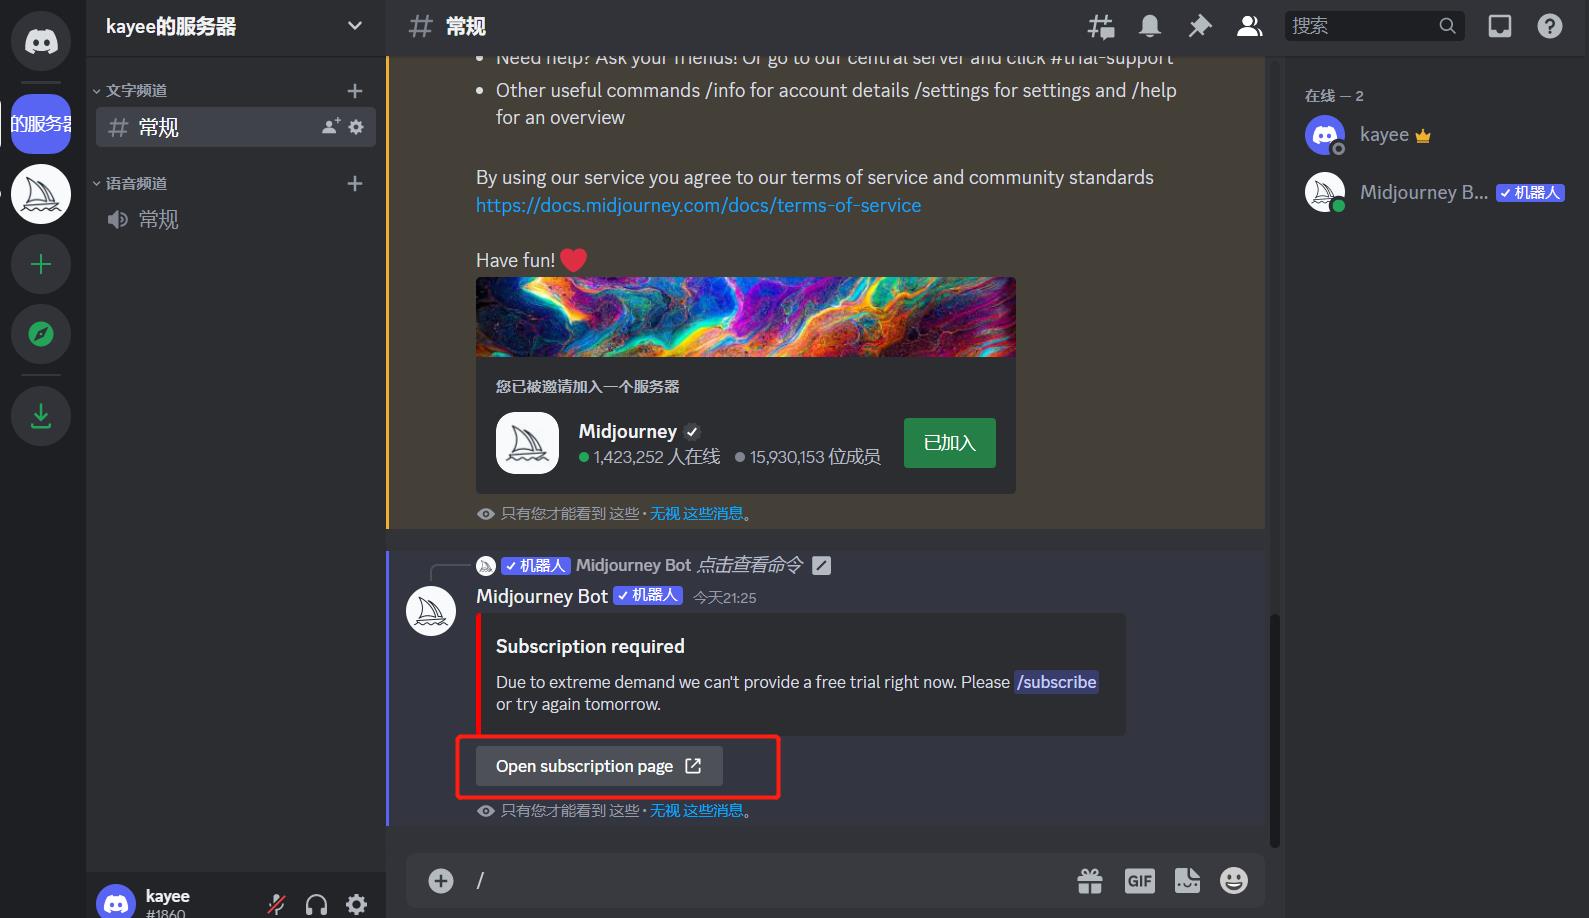 kayee的服务器
常规
搜索
的服务器
文字频道
常规
语音频道
常规
Need help? Ask your friends! Or go to our central server and click #trial-support
Other useful commands /info for account details /settings for settings and /help
for an overview
By using our service you agree to our terms of service and community standards
https://docs.midjourney.com/docs/terms-of-service
Have fun!
您已被邀请加入一个服务器
Midjourney
1,423,252 人在线 15,930,153 位成员
已加入
只有您才能看到 这些 · 无视 这些消息。
机器人 Midjourney Bot 点击查看命令
Midjourney Bot 机器人 今天21:25
Subscription required
Due to extreme demand we can't provide a free trial right now. Please /subscribe
or try again tomorrow.
Open subscription page
只有您才能看到 这些 · 无视 这些消息。
/
GIF
在线 — 2
kayee
Midjourney B... 机器人
kayee
#1860